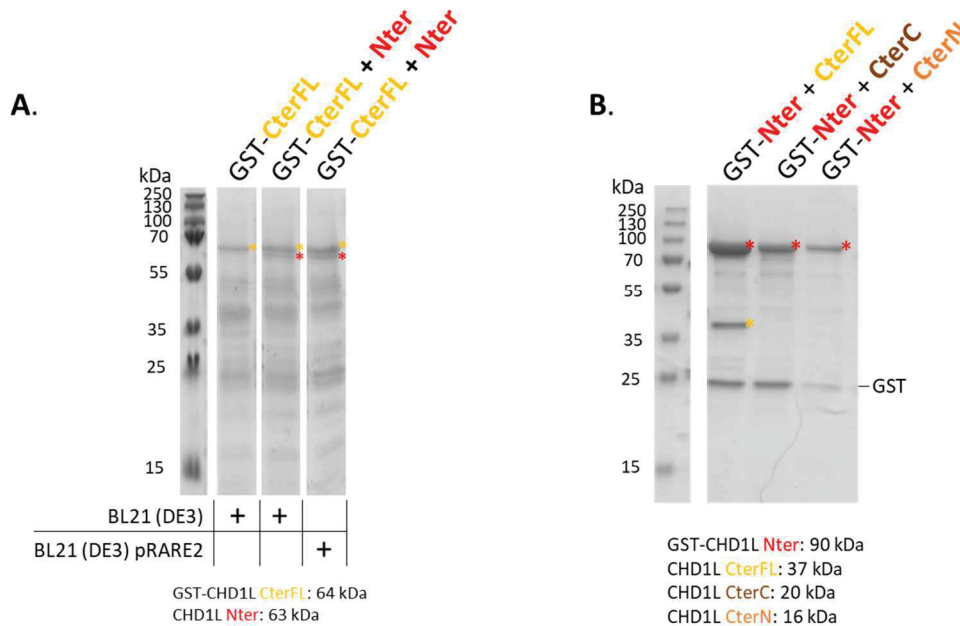 A.
GST-CterFL
GST-CterFL + Nter
GST-CterFL + Nter
kDa
250
130
100
70
55
35
25
15
* * * * *
BL21 (DE3) + +
BL21 (DE3) pRARE2 +
GST-CHD1L CterFL: 64 kDa
CHD1L Nter: 63 kDa
B.
GST-Nter + CterFL
GST-Nter + CterC
GST-Nter + CterN
kDa
250
130
100
70
55
35
25
15
* * * *
GST
GST-CHD1L Nter: 90 kDa
CHD1L CterFL: 37 kDa
CHD1L CterC: 20 kDa
CHD1L CterN: 16 kDa